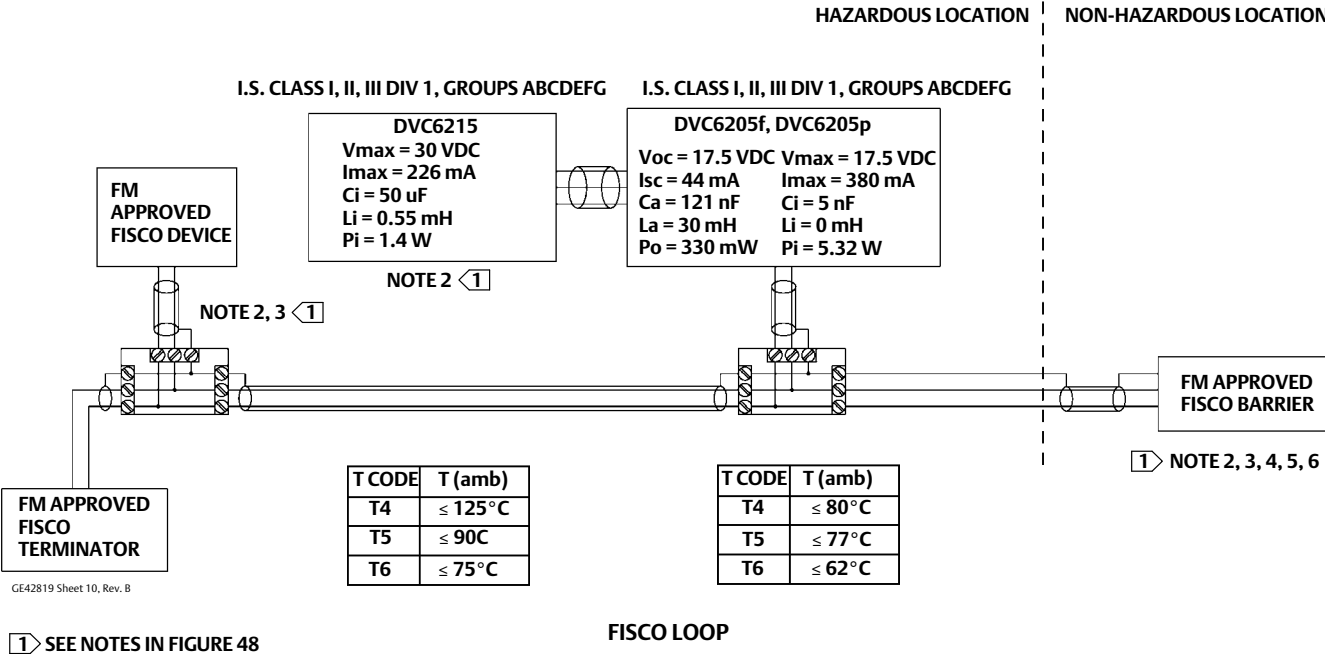 HAZARDOUS LOCATION
NON-HAZARDOUS LOCATION
I.S. CLASS I, II, III DIV 1, GROUPS ABCDEFG
I.S. CLASS I, II, III DIV 1, GROUPS ABCDEFG
DVC6215
Vmax = 30 VDC
Imax = 226 mA
Ci = 50 uF
Li = 0.55 mH
Pi = 1.4 W
DVC6205f, DVC6205p
Voc = 17.5 VDC Vmax = 17.5 VDC
Isc = 44 mA Imax = 380 mA
Ca = 121 nF Ci = 5 nF
La = 30 mH Li = 0 mH
Po = 330 mW Pi = 5.32 W
FM
APPROVED
FISCO DEVICE
NOTE 2 1
NOTE 2, 3 1
FM APPROVED
FISCO BARRIER
1 NOTE 2, 3, 4, 5, 6
FM APPROVED
FISCO
TERMINATOR
T CODE T (amb)
T4 ≤ 125°C
T5 ≤ 90C
T6 ≤ 75°C
T CODE T (amb)
T4 ≤ 80°C
T5 ≤ 77°C
T6 ≤ 62°C
GE42819 Sheet 10, Rev. B
1 SEE NOTES IN FIGURE 48
FISCO LOOP